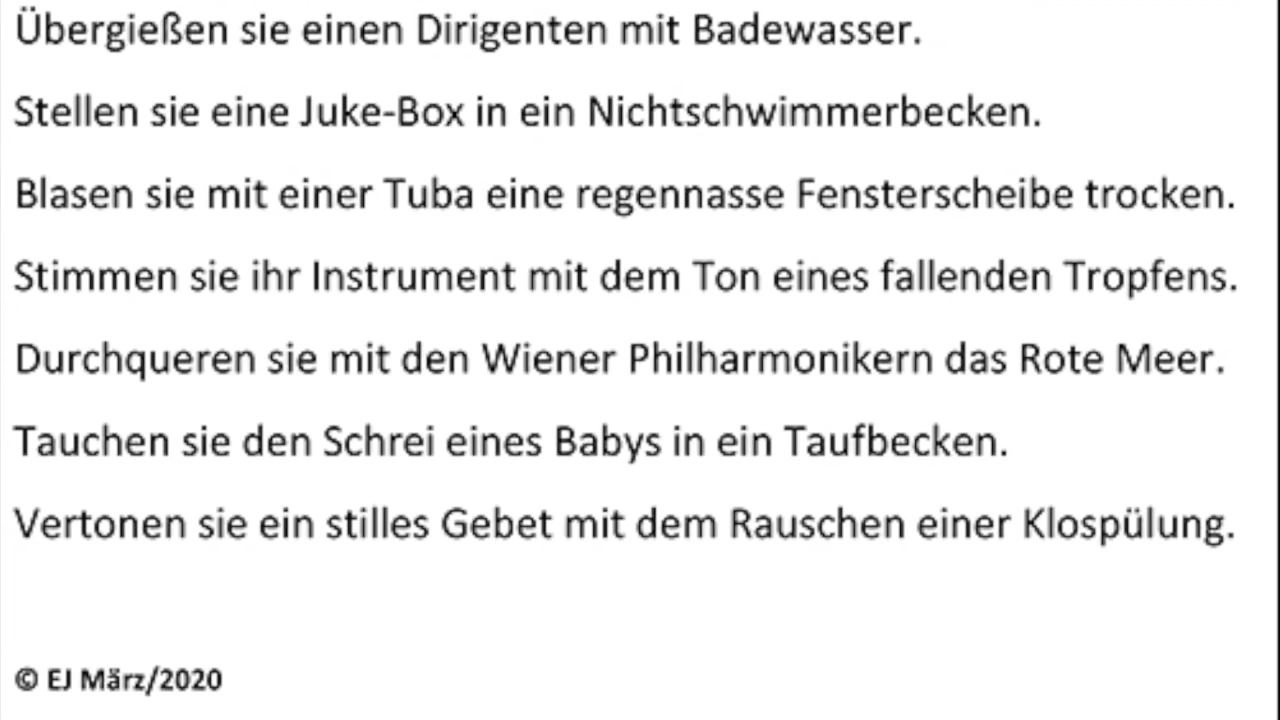 Übergießen sie einen Dirigenten mit Badewasser.
Stellen sie eine Juke-Box in ein Nichtschwimmerbecken.
Blasen sie mit einer Tuba eine regennasse Fensterscheibe trocken.
Stimmen sie ihr Instrument mit dem Ton eines fallenden Tropfens.
Durchqueren sie mit den Wiener Philharmonikern das Rote Meer.
Tauchen sie den Schrei eines Babys in ein Taufbecken.
Vertonen sie ein stilles Gebet mit dem Rauschen einer Klospülung.
© EJ März/2020